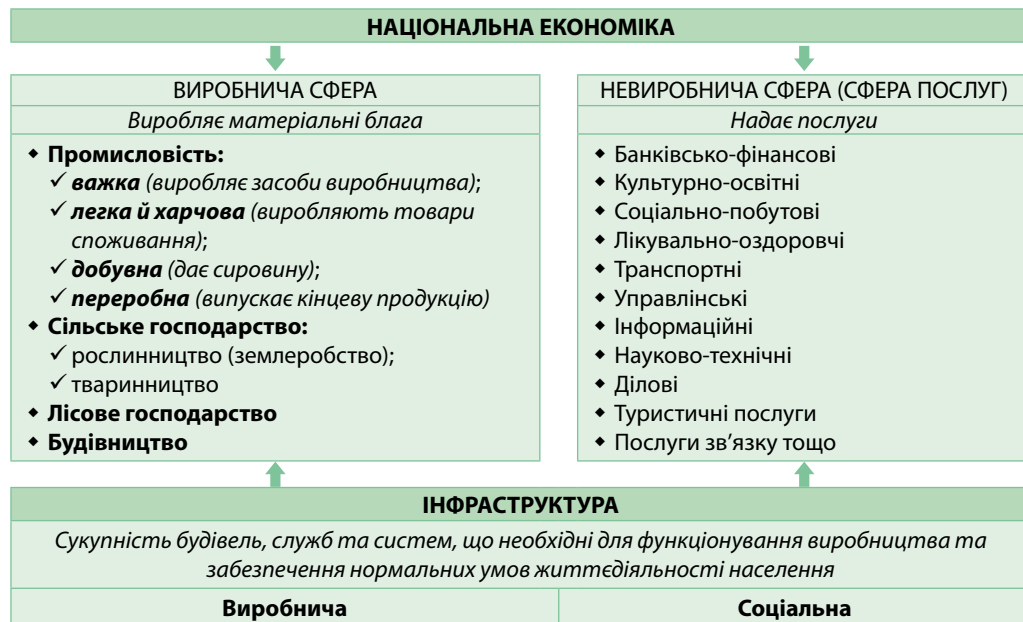 НАЦІОНАЛЬНА ЕКОНОМІКА
ВИРОБНИЧА СФЕРА
Виробляє матеріальні блага
◆ Промисловість:
✓ важка (виробляє засоби виробництва);
✓ легка й харчова (виробляють товари
споживання);
✓ добувна (дає сировину);
✓ переробна (випускає кінцеву продукцію)
◆ Сільське господарство:
✓ рослинництво (землеробство);
✓ тваринництво
◆ Лісове господарство
◆ Будівництво
НЕВИРОБНИЧА СФЕРА (СФЕРА ПОСЛУГ)
Надає послуги
◆ Банківсько-фінансові
◆ Культурно-освітні
◆ Соціально-побутові
◆ Лікувально-оздоровчі
◆ Транспортні
◆ Управлінські
◆ Інформаційні
◆ Науково-технічні
◆ Ділові
◆ Туристичні послуги
◆ Послуги зв'язку тощо
ІНФРАСТРУКТУРА
Сукупність будівель, служб та систем, що необхідні для функціонування виробництва та
забезпечення нормальних умов життєдіяльності населення
Виробнича
Соціальна